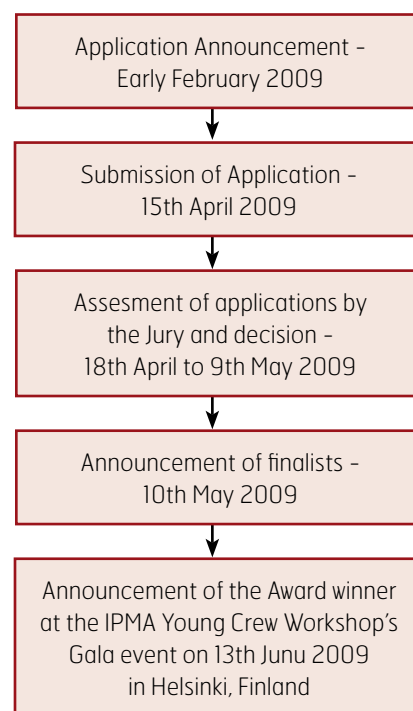 Application Announcement –
Early February 2009
Submission of Application –
15th April 2009
Assesment of applications by
the Jury and decision –
18th April to 9th May 2009
Announcement of finalists –
10th May 2009
Announcement of the Award winner
at the IPMA Young Crew Workshop's
Gala event on 13th Junu 2009
in Helsinki, Finland